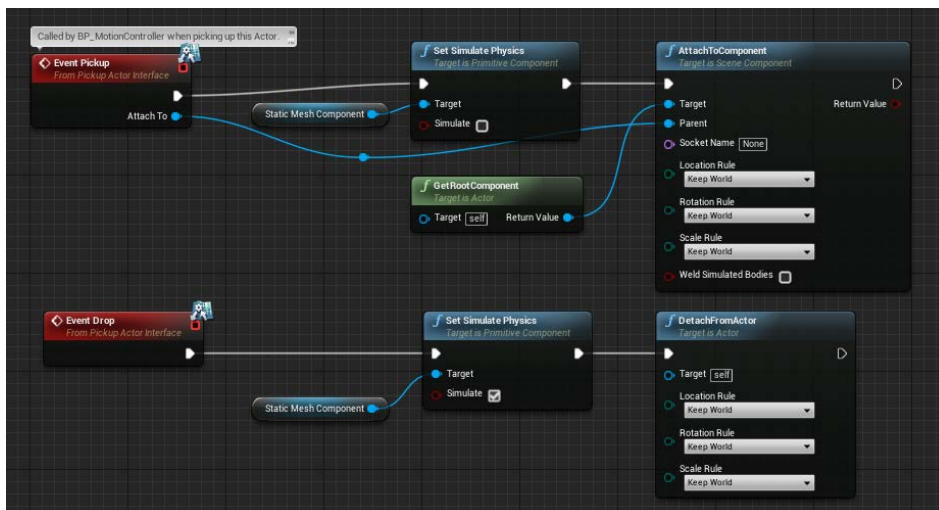 Called by BP_MotionController when picking up this Actor.
Event Pickup
From Pickup Actor Interface
Attach To
Static Mesh Component
Set Simulate Physics
Target is Primitive Component
Target
Simulate
GetRootComponent
Target is Actor
Target self Return Value
AttachToComponent
Target is Scene Component
Target Return Value
Parent
Socket Name None
Location Rule
Keep World
Rotation Rule
Keep World
Scale Rule
Keep World
Weld Simulated Bodies
Event Drop
From Pickup Actor Interface
Static Mesh Component
Set Simulate Physics
Target is Primitive Component
Target
Simulate
DetachFromActor
Target is Actor
Target self
Location Rule
Keep World
Rotation Rule
Keep World
Scale Rule
Keep World